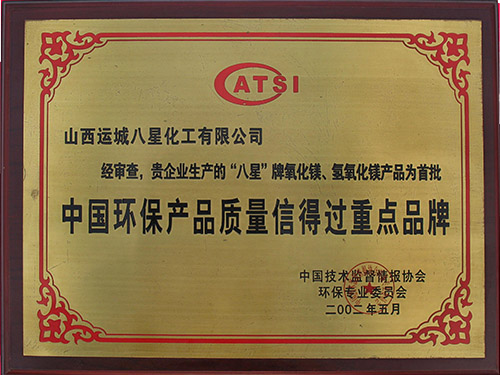 CATSI
山西运城八星化工有限公司
经审查，贵企业生产的“八星”牌氧化镁、氢氧化镁产品为首批
中国环保产品质量信得过重点品牌
中国技术监督情报协会
环保专业委员会
二00二年五月